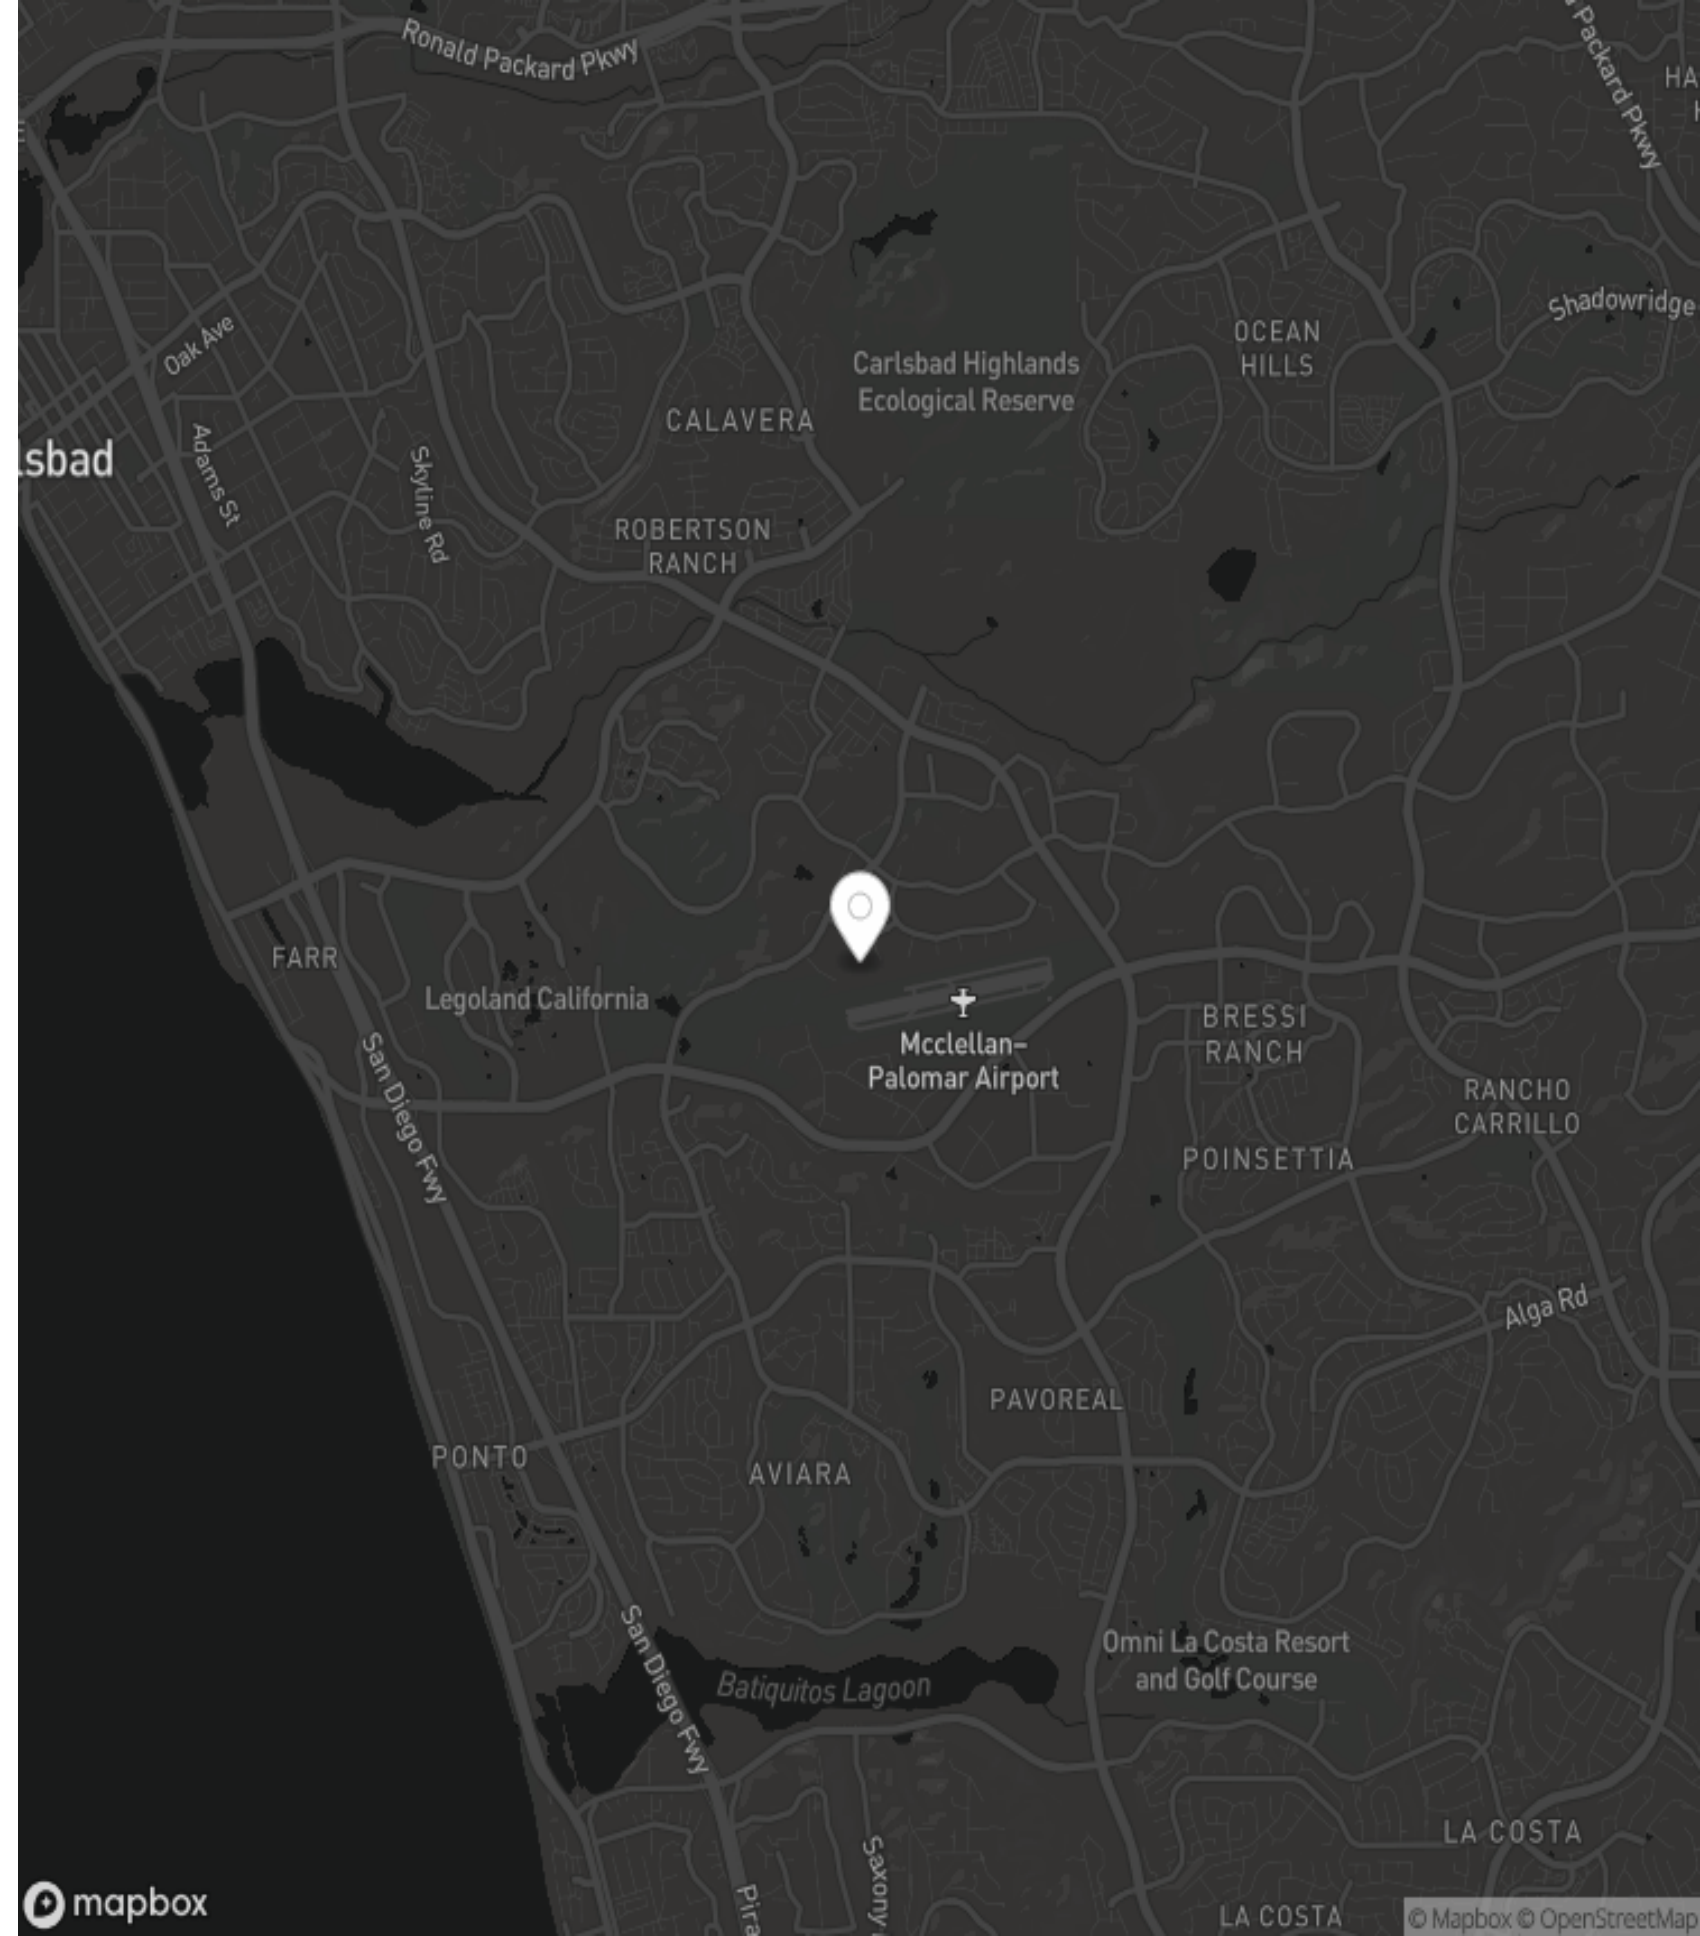 Ronald Packard Pkwy
Packard Pkwy
HA
Shadowridge
Oak Ave
OCEAN
HILLS
Carlsbad Highlands
Ecological Reserve
CALAVERA
lsbad
Adams St
Skyline Rd
ROBERTSON
RANCH
FARR
Legoland California
San Diego Fwy
Mcclellan–
Palomar Airport
BRESSI
RANCH
RANCHO
CARRILLO
POINSETTIA
Alga Rd
PAVOREAL
PONTO
AVIARA
San Diego Fwy
Omni La Costa Resort
and Golf Course
Batiquitos Lagoon
LA COSTA
Saxony
Pira
LA COSTA
mapbox
© Mapbox © OpenStreetMap